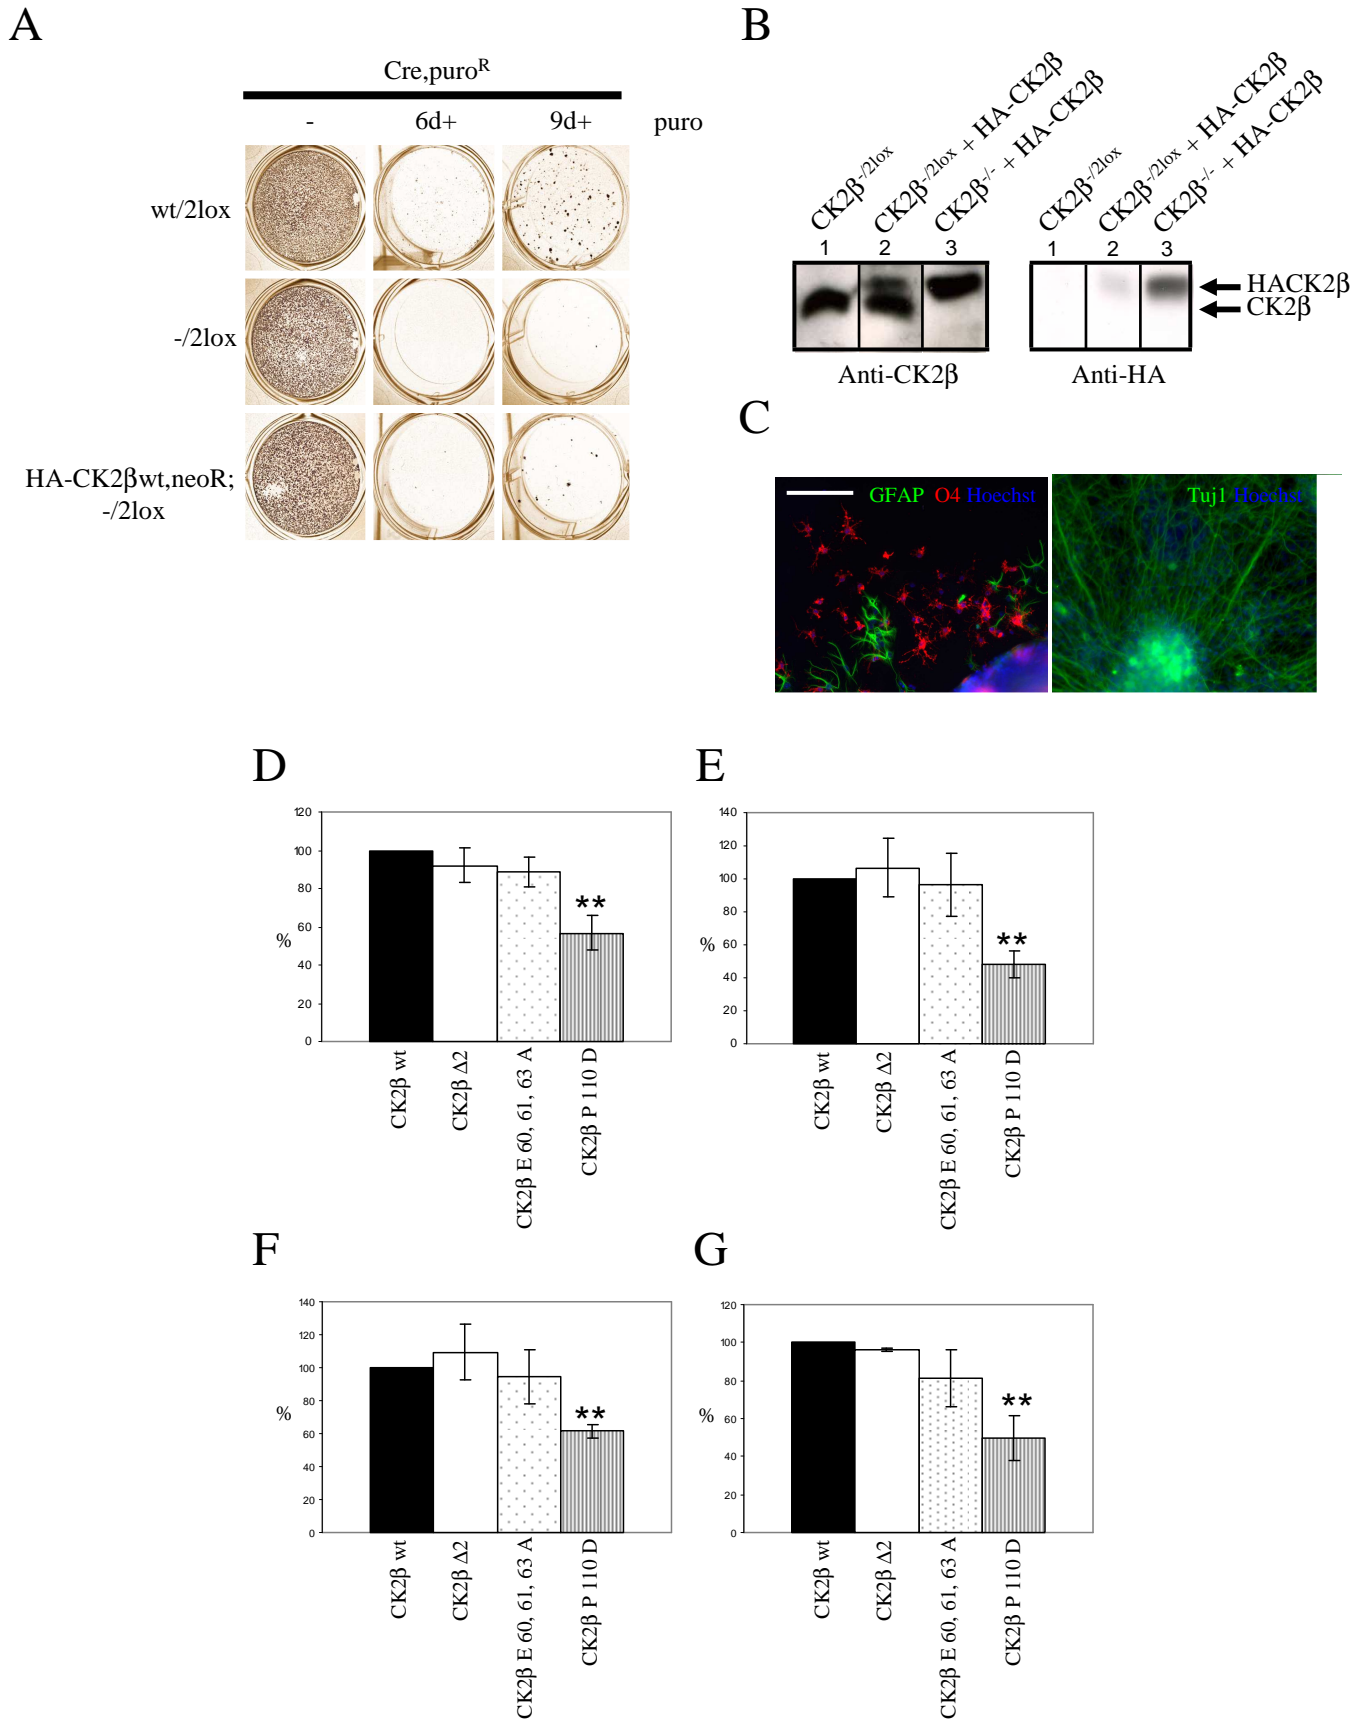 A
Cre,puroR
- 6d+ 9d+ puro
wt/2lox
-/2lox
HA-CK2βwt,neoR;
-/2lox
B
CK2β-/2lox
CK2β-/2lox + HA-CK2β
CK2β-/- + HA-CK2β
1 2 3
Anti-CK2β
CK2β-/2lox
CK2β-/2lox + HA-CK2β
CK2β-/- + HA-CK2β
1 2 3
HACK2β
CK2β
Anti-HA
C
GFAP O4 Hoechst
Tuj1 Hoechst
D
120
100
80
60
40
20
0
%
**
CK2β wt
CK2β Δ2
CK2β E 60, 61, 63 A
CK2β P 110 D
E
140
120
100
80
60
40
20
0
%
**
CK2β wt
CK2β Δ2
CK2β E 60, 61, 63 A
CK2β P 110 D
F
140
120
100
80
60
40
20
0
%
**
CK2β wt
CK2β Δ2
CK2β E 60, 61, 63 A
CK2β P 110 D
G
120
100
80
60
40
20
0
%
**
CK2β wt
CK2β Δ2
CK2β E 60, 61, 63 A
CK2β P 110 D